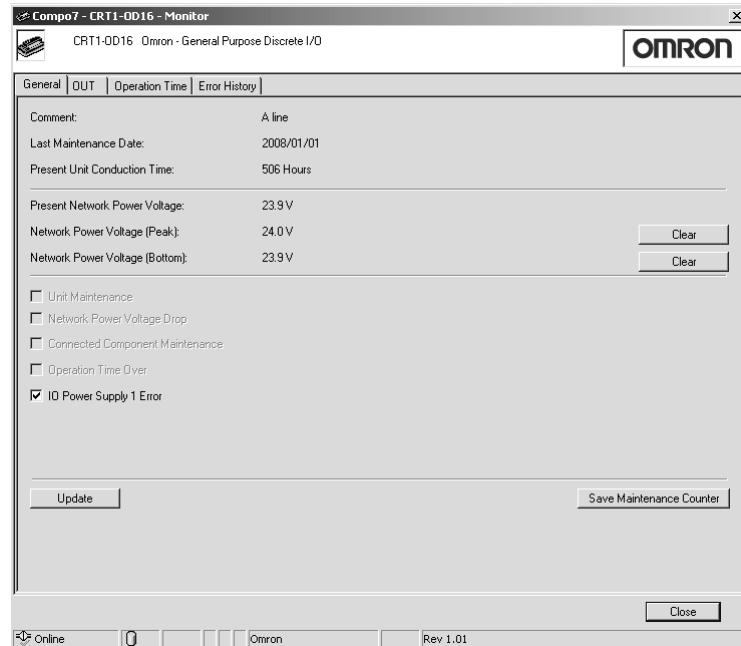 Compo7 - CRT1-OD16 - Monitor
CRT1-OD16 Omron - General Purpose Discrete I/O
OMRON
General OUT Operation Time Error History
Comment: A line
Last Maintenance Date: 2008/01/01
Present Unit Conduction Time: 506 Hours
Present Network Power Voltage: 23.9 V
Network Power Voltage (Peak): 24.0 V Clear
Network Power Voltage (Bottom): 23.9 V Clear
Unit Maintenance
Network Power Voltage Drop
Connected Component Maintenance
Operation Time Over
IO Power Supply 1 Error
Update Save Maintenance Counter
Close
Online Omron Rev 1.01